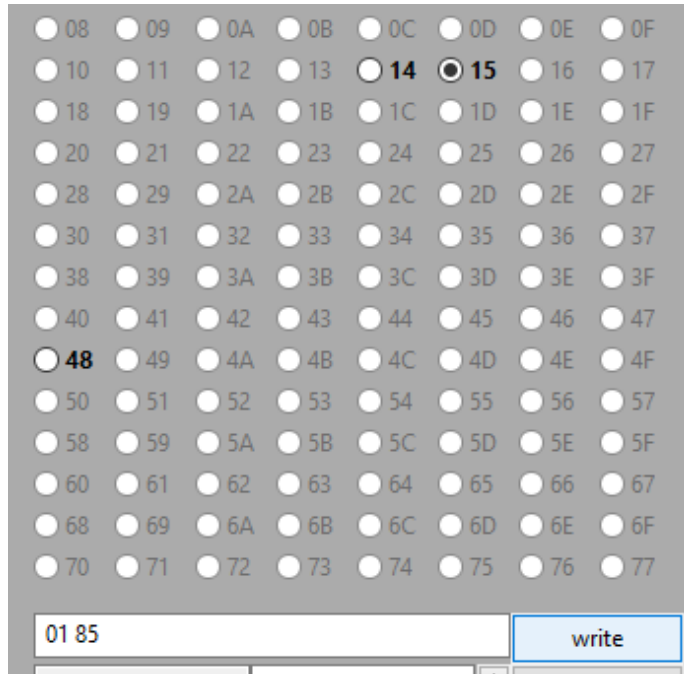 08 09 0A 0B 0C 0D 0E 0F
10 11 12 13 14 15 16 17
18 19 1A 1B 1C 1D 1E 1F
20 21 22 23 24 25 26 27
28 29 2A 2B 2C 2D 2E 2F
30 31 32 33 34 35 36 37
38 39 3A 3B 3C 3D 3E 3F
40 41 42 43 44 45 46 47
48 49 4A 4B 4C 4D 4E 4F
50 51 52 53 54 55 56 57
58 59 5A 5B 5C 5D 5E 5F
60 61 62 63 64 65 66 67
68 69 6A 6B 6C 6D 6E 6F
70 71 72 73 74 75 76 77
01 85 write